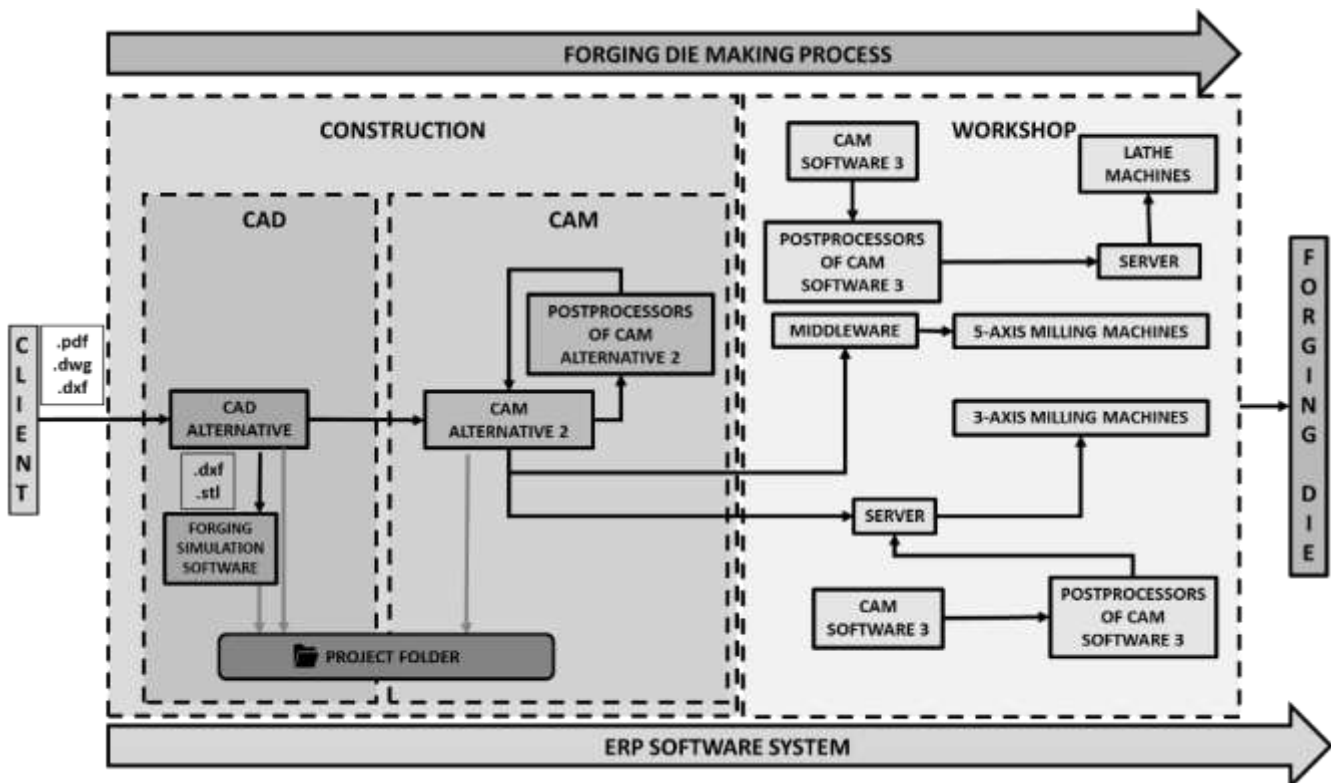 FORGING DIE MAKING PROCESS
CONSTRUCTION
CAD
CAM
CLIENT
.pdf
.dwg
.dxf
CAD
ALTERNATIVE
.dxf
.stl
FORGING
SIMULATION
SOFTWARE
POSTPROCESSORS
OF CAM
ALTERNATIVE 2
CAM
ALTERNATIVE 2
PROJECT FOLDER
WORKSHOP
CAM
SOFTWARE 3
LATHE
MACHINES
POSTPROCESSORS
OF CAM
SOFTWARE 3
SERVER
MIDDLEWARE
5-AXIS MILLING MACHINES
3-AXIS MILLING MACHINES
SERVER
CAM
SOFTWARE 3
POSTPROCESSORS
OF CAM
SOFTWARE 3
FORGING DIE
ERP SOFTWARE SYSTEM